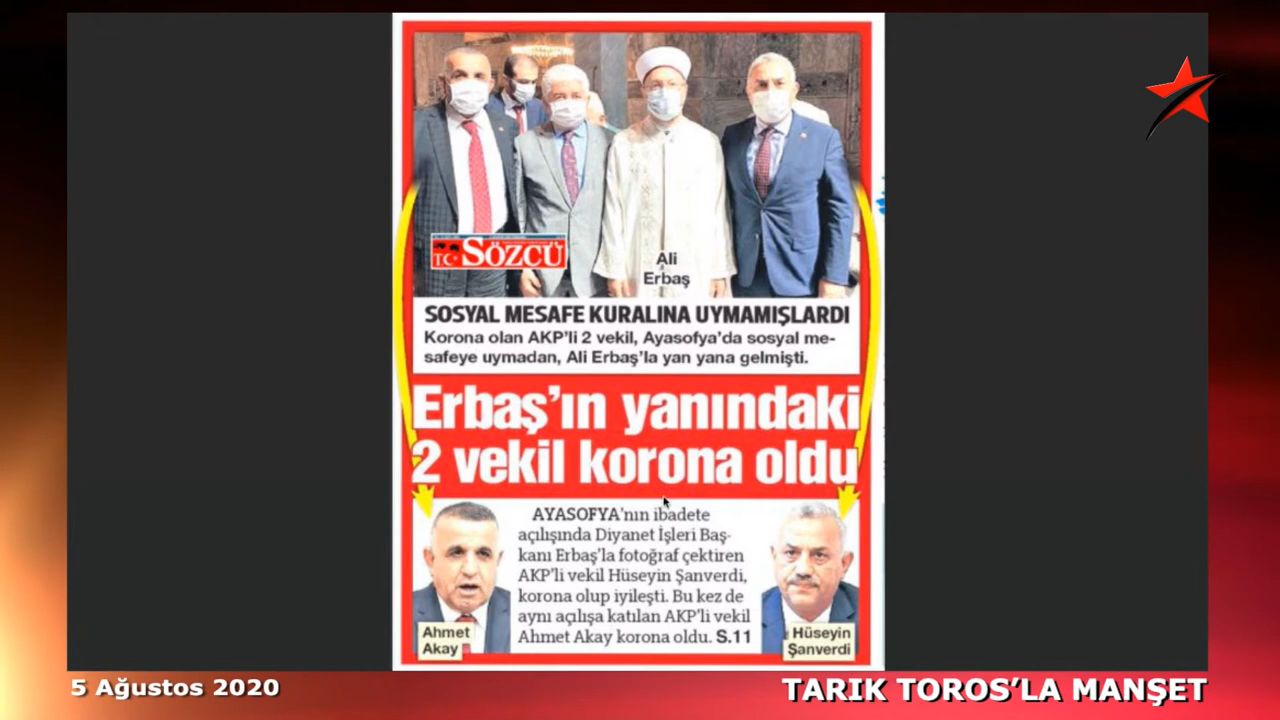 TC SÖZCÜ
Ali
Erbaş
SOSYAL MESAFE KURALINA UYMAMIŞLARDI
Korona olan AKP'li 2 vekil, Ayasofya'da sosyal me-
safeye uymadan, Ali Erbaş'la yan yana gelmişti.
Erbaş'ın yanındaki
2 vekil korona oldu
AYASOFYA'nın ibadete
açılışında Diyanet İşleri Baş-
kanı Erbaş'la fotoğraf çektiren
AKP'li vekil Hüseyin Şanverdi,
korona olup iyileşti. Bu kez de
aynı açılışa katılan AKP'li vekil
Ahmet Akay korona oldu. S.11
Ahmet
Akay
Hüseyin
Şanverdi
5 Ağustos 2020
TARIK TOROS'LA MANŞET